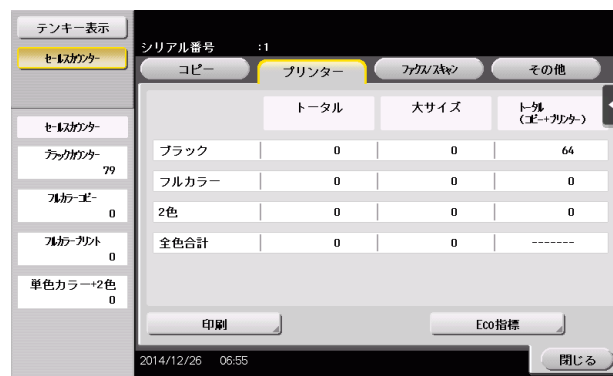 テンキー表示
セールスカウンター
シリアル番号 :1
コピー プリンター ファクス/スキャン その他
トータル 大サイズ トータル
(コピー+プリンター)
セールスカウンター
ブラックカウンター
79
フルカラーコピー
0
フルカラープリント
0
単色カラー+2色
0
ブラック 0 0 64
フルカラー 0 0 0
2色 0 0 0
全色合計 0 0 -------
印刷 Eco指標
2014/12/26 06:55 閉じる